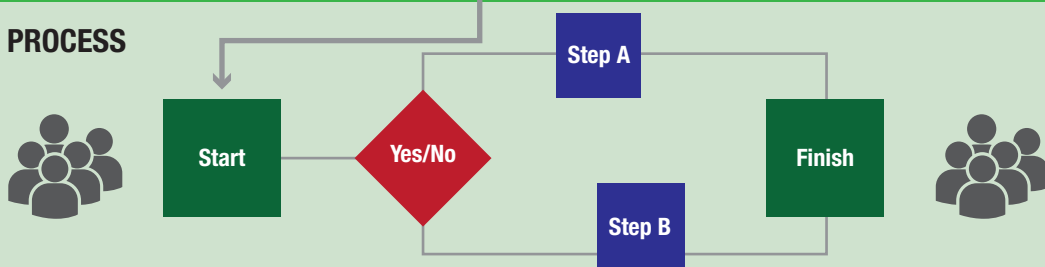 PROCESS
Step A
Start
Yes/No
Finish
Step B